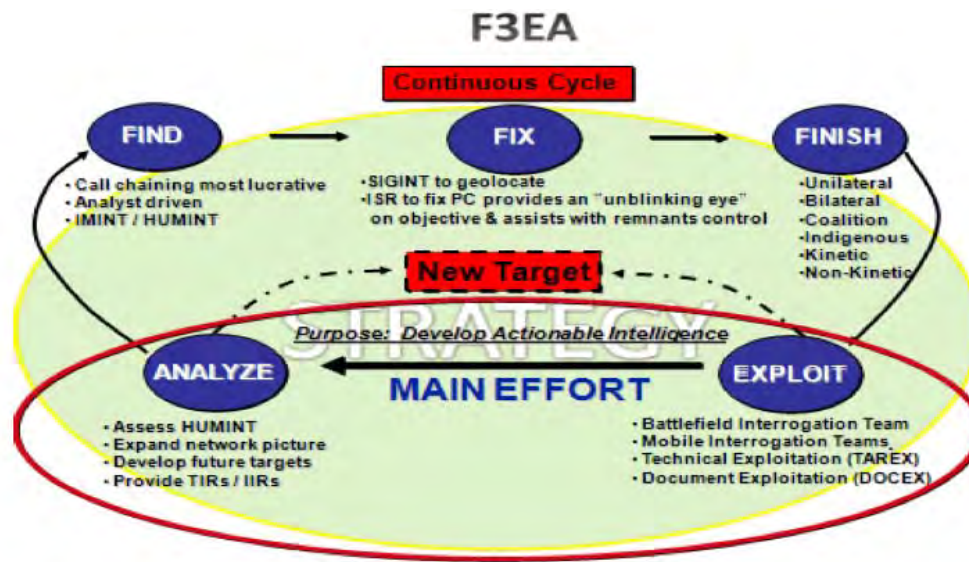 F3EA
Continuous Cycle
FIND
FIX
FINISH
• Call chaining most lucrative
• Analyst driven
• IMINT / HUMINT
• SIGINT to geolocate
• ISR to fix PC provides an "unblinking eye"
on objective & assists with remnants control
• Unilateral
• Bilateral
• Coalition
• Indigenous
• Kinetic
• Non-Kinetic
New Target
STRATEGY
Purpose: Develop Actionable Intelligence
ANALYZE
MAIN EFFORT
EXPLOIT
• Assess HUMINT
• Expand network picture
• Develop future targets
• Provide TIRs / IIRs
• Battlefield Interrogation Team
• Mobile Interrogation Teams
• Technical Exploitation (TAREX)
• Document Exploitation (DOCEX)